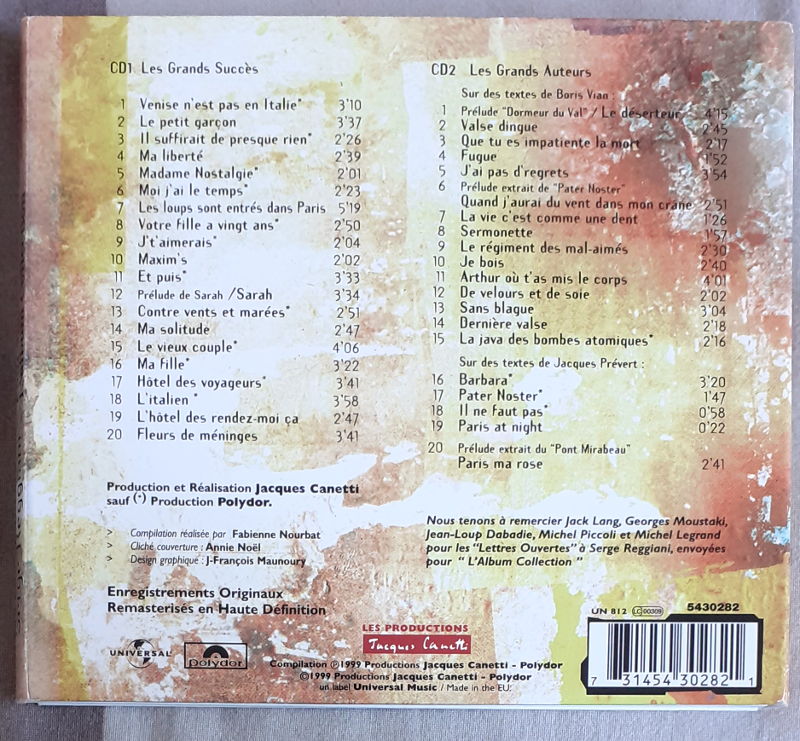 CD1 Les Grands Succès
1 Venise n'est pas en Italie* 3'10
2 Le petit garçon 3'37
3 Il suffirait de presque rien* 2'26
4 Ma liberté 2'39
5 Madame Nostalgie* 2'01
6 Moi j'ai le temps* 2'23
7 Les loups sont entrés dans Paris 5'19
8 Votre fille a vingt ans* 2'50
9 J't'aimerais* 2'04
10 Maxim's 2'02
11 Et puis* 3'33
12 Prélude de Sarah /Sarah 3'34
13 Contre vents et marées* 2'51
14 Ma solitude 2'47
15 Le vieux couple* 4'06
16 Ma fille* 3'22
17 Hôtel des voyageurs* 3'41
18 L'italien * 3'58
19 L'hôtel des rendez-moi ça 2'47
20 Fleurs de méninges 3'41
Production et Réalisation Jacques Canetti
sauf (*) Production Polydor.
> Compilation réalisée par Fabienne Nourbat
> Cliché couverture : Annie Noël
> Design graphique : J-François Maunoury
Enregistrements Originaux
Remasterisés en Haute Définition
CD2 Les Grands Auteurs
Sur des textes de Boris Vian :
1 Prélude "Dormeur du Val" / Le déserteur 4'15
2 Valse dingue 2'45
3 Que tu es impatiente la mort 2'17
4 Fugue 1'52
5 J'ai pas d'regrets 3'54
6 Prélude extrait de "Pater Noster"
Quand j'aurai du vent dans mon crane 2'51
7 La vie c'est comme une dent 1'26
8 Sermonette 1'57
9 Le régiment des mal-aimés 2'30
10 Je bois 2'40
11 Arthur où t'as mis le corps 4'01
12 De velours et de soie 2'02
13 Sans blague 3'04
14 Dernière valse 2'18
15 La java des bombes atomiques* 2'16
Sur des textes de Jacques Prévert :
16 Barbara* 3'20
17 Pater Noster* 1'47
18 Il ne faut pas* 0'58
19 Paris at night 0'22
20 Prélude extrait du "Pont Mirabeau"
Paris ma rose 2'41
Nous tenons à remercier Jack Lang, Georges Moustaki,
Jean-Loup Dabadie, Michel Piccoli et Michel Legrand
pour les "Lettres Ouvertes" à Serge Reggiani, envoyées
pour " L'Album Collection "
UN 812 LC 00309 5430282
7 31454 30282 1
UNIVERSAL
polydor
LES PRODUCTIONS
Jacques Canetti
Compilation ℗1999 Productions Jacques Canetti - Polydor
©1999 Productions Jacques Canetti - Polydor
un label Universal Music / Made in the EU.